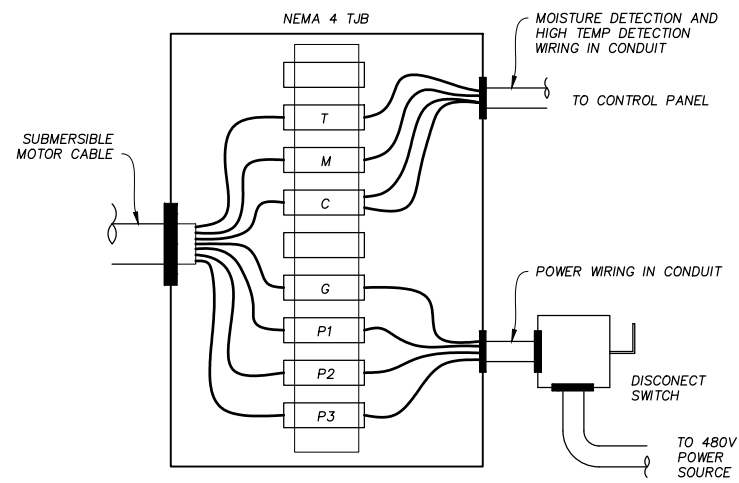 NEMA 4 TJB
MOISTURE DETECTION AND
HIGH TEMP DETECTION
WIRING IN CONDUIT
TO CONTROL PANEL
SUBMERSIBLE
MOTOR CABLE
T
M
C
G
P1
P2
P3
POWER WIRING IN CONDUIT
DISCONECT
SWITCH
TO 480V
POWER
SOURCE